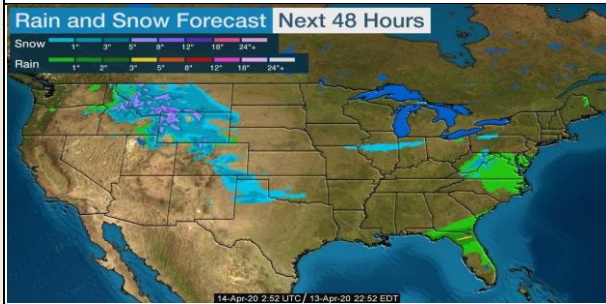 Rain and Snow Forecast Next 48 Hours
Snow
1" 3" 5" 8" 12" 18" 24"+
Rain
1" 2" 3" 5" 8" 12" 18" 24"+
14-Apr-20 2:52 UTC / 13-Apr-20 22:52 EDT